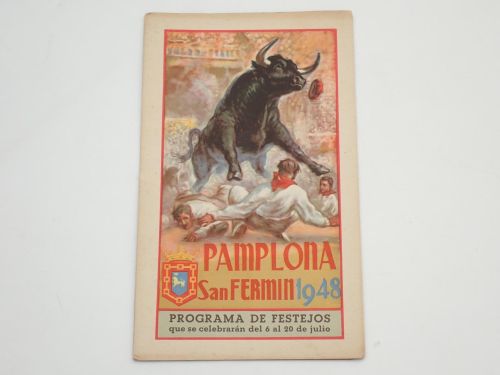 PAMPLONA
San FERMIN 1948
PROGRAMA DE FESTEJOS
que se celebrarán del 6 al 20 de julio